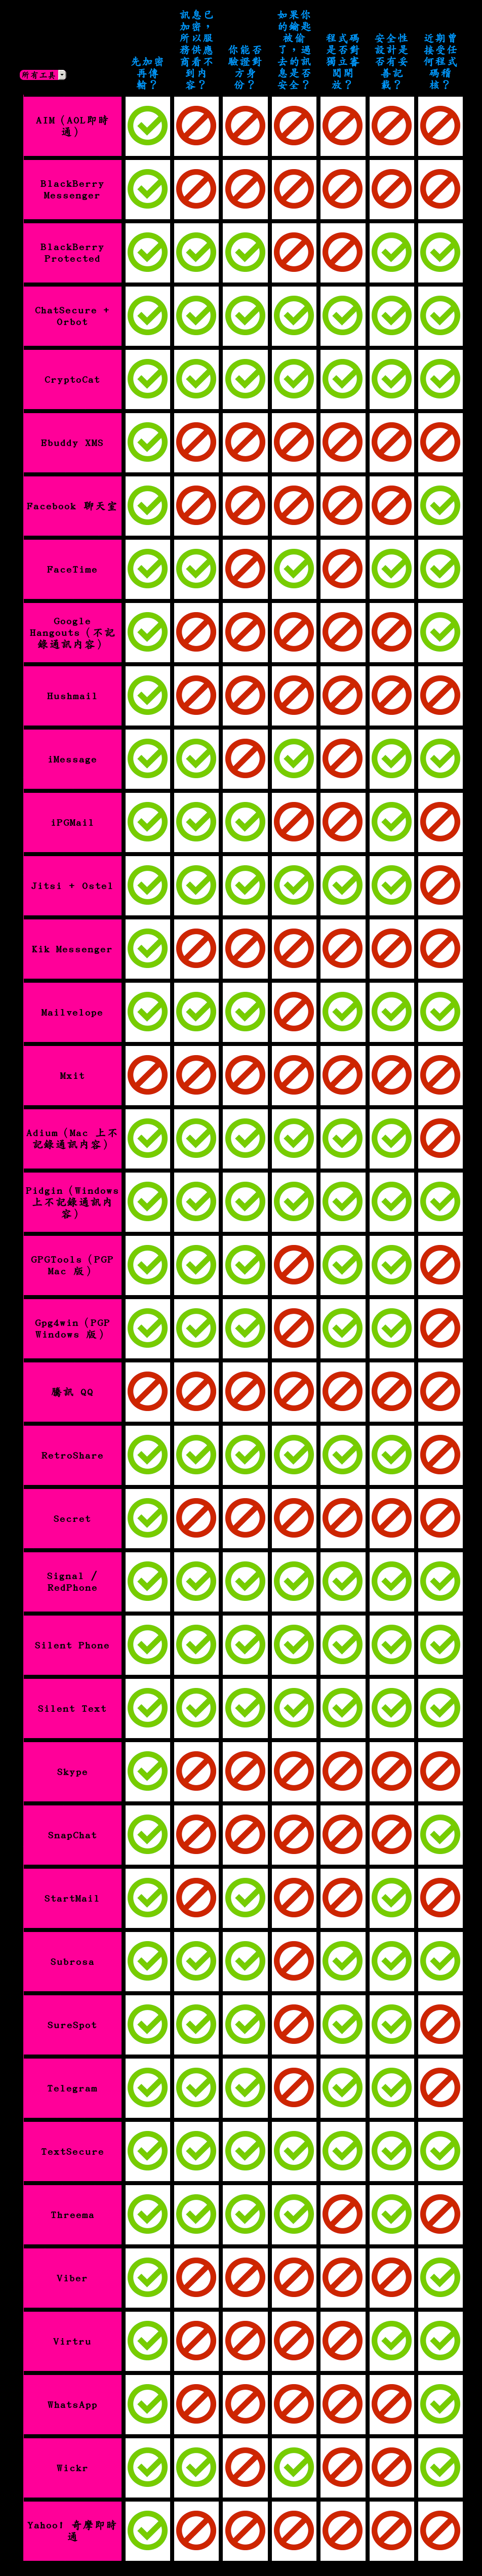 先加密
再傳
輸？
訊息已
加密，
所以服
務供應
商看不
到內
容？
你能否
驗證對
方身
份？
如果你
的鑰匙
被偷
了，過
去的訊
息是否
安全？
程式碼
是否對
獨立審
閱開
放？
安全性
設計是
否有妥
善記
載？
近期曾
接受任
何程式
碼稽
核？
所有工具
AIM（AOL即時
通）
BlackBerry
Messenger
BlackBerry
Protected
ChatSecure +
Orbot
CryptoCat
Ebuddy XMS
Facebook 聊天室
FaceTime
Google
Hangouts（不記
錄通訊內容）
Hushmail
iMessage
iPGMail
Jitsi + Ostel
Kik Messenger
Mailvelope
Mxit
Adium（Mac 上不
記錄通訊內容）
Pidgin（Windows
上不記錄通訊內
容）
GPGTools（PGP
Mac 版）
Gpg4win（PGP
Windows 版）
騰訊 QQ
RetroShare
Secret
Signal /
RedPhone
Silent Phone
Silent Text
Skype
SnapChat
StartMail
Subrosa
SureSpot
Telegram
TextSecure
Threema
Viber
Virtru
WhatsApp
Wickr
Yahoo! 奇摩即時
通